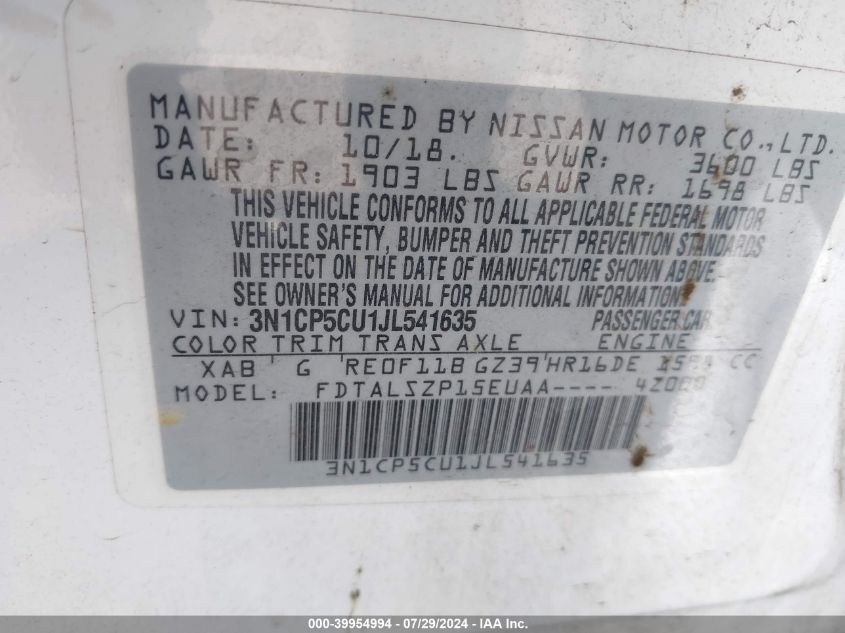 MANUFACTURED BY NISSAN MOTOR CO., LTD.
DATE: 10/18. GVWR: 3600 LBS
GAWR FR: 1903 LBS GAWR RR: 1698 LBS
THIS VEHICLE CONFORMS TO ALL APPLICABLE FEDERAL MOTOR
VEHICLE SAFETY, BUMPER AND THEFT PREVENTION STANDARDS
IN EFFECT ON THE DATE OF MANUFACTURE SHOWN ABOVE.
SEE OWNER'S MANUAL FOR ADDITIONAL INFORMATION
VIN: 3N1CP5CU1JL541635 PASSENGER CAR
COLOR TRIM TRANS AXLE ENGINE
XAB G RE0F11B GZ39 HR16DE CC
MODEL: FDTALSZP15EUAA----
3N1CP5CU1JL541635
000-39954994 | 07/29/2024 - IAA Inc.